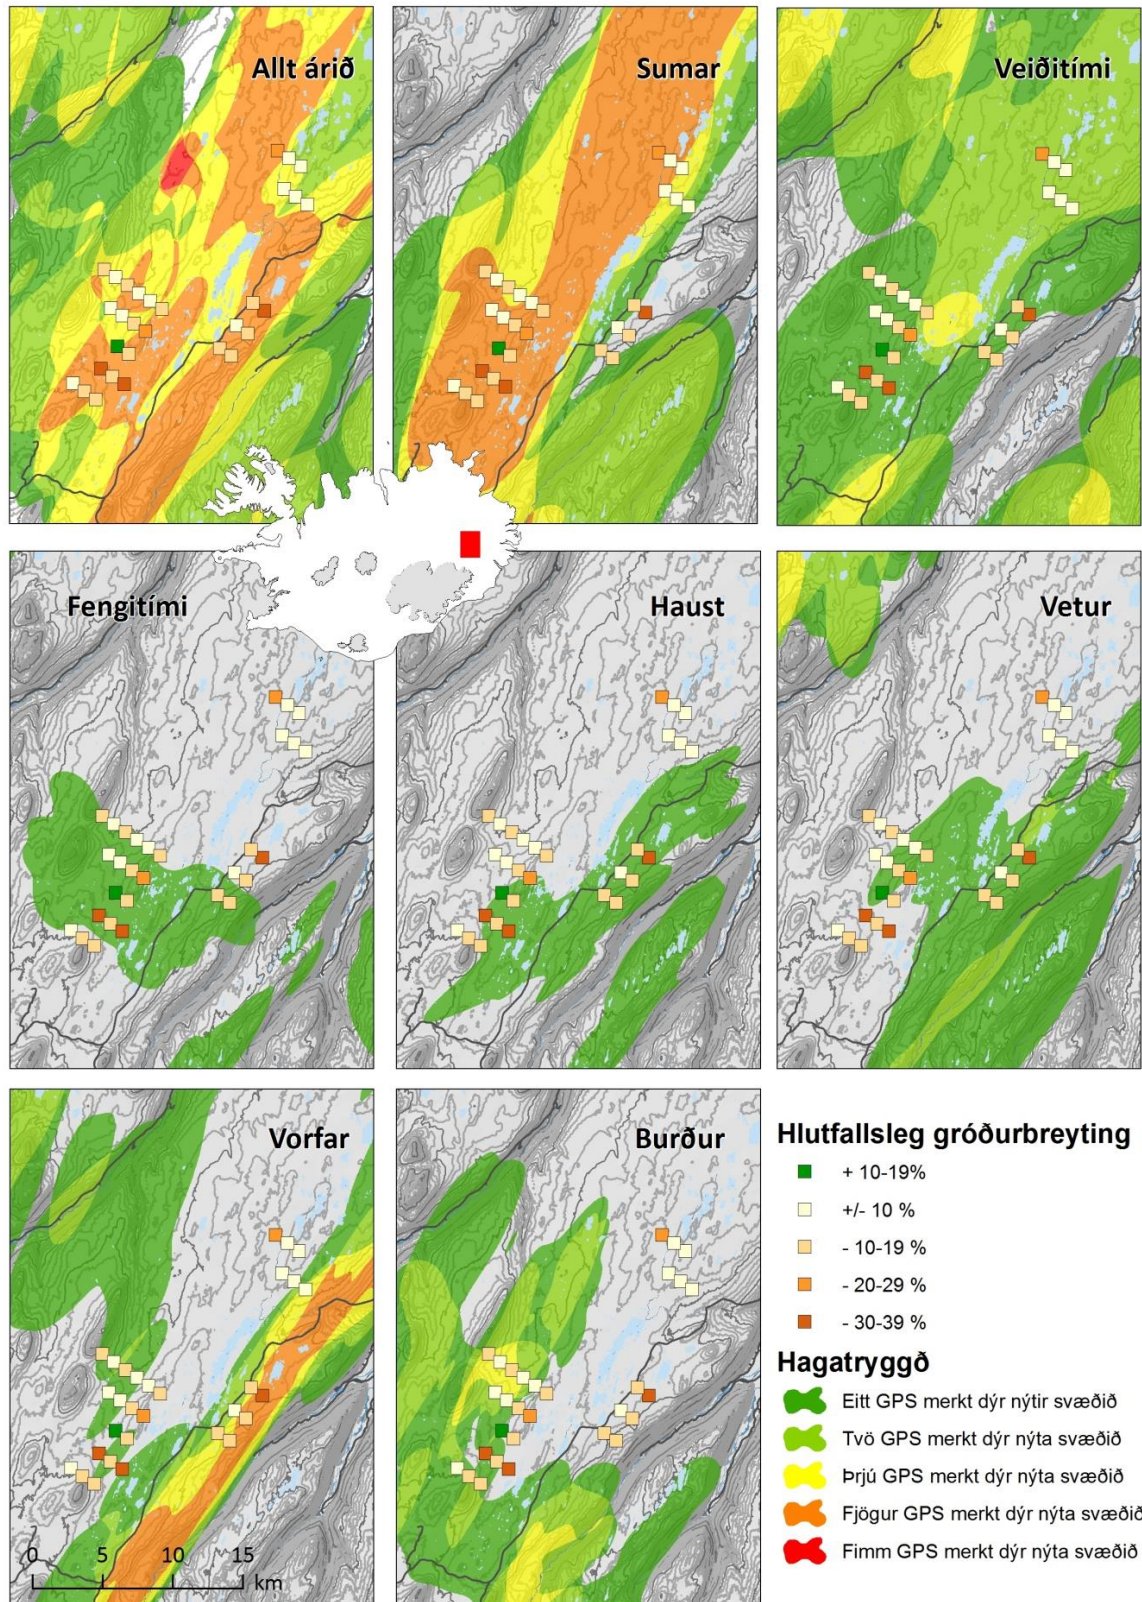 Allt árið
Sumar
Veiðitími
Fengitími
Haust
Vetur
Vorfar
Burður
0 5 10 15
km
Hlutfallsleg gróðurbreyting
+ 10-19%
+/- 10 %
- 10-19 %
- 20-29 %
- 30-39 %
Hagatryggð
Eitt GPS merkt dýr nýtir svæðið
Tvö GPS merkt dýr nýta svæðið
Þrjú GPS merkt dýr nýta svæðið
Fjögur GPS merkt dýr nýta svæðið
Fimm GPS merkt dýr nýta svæðið